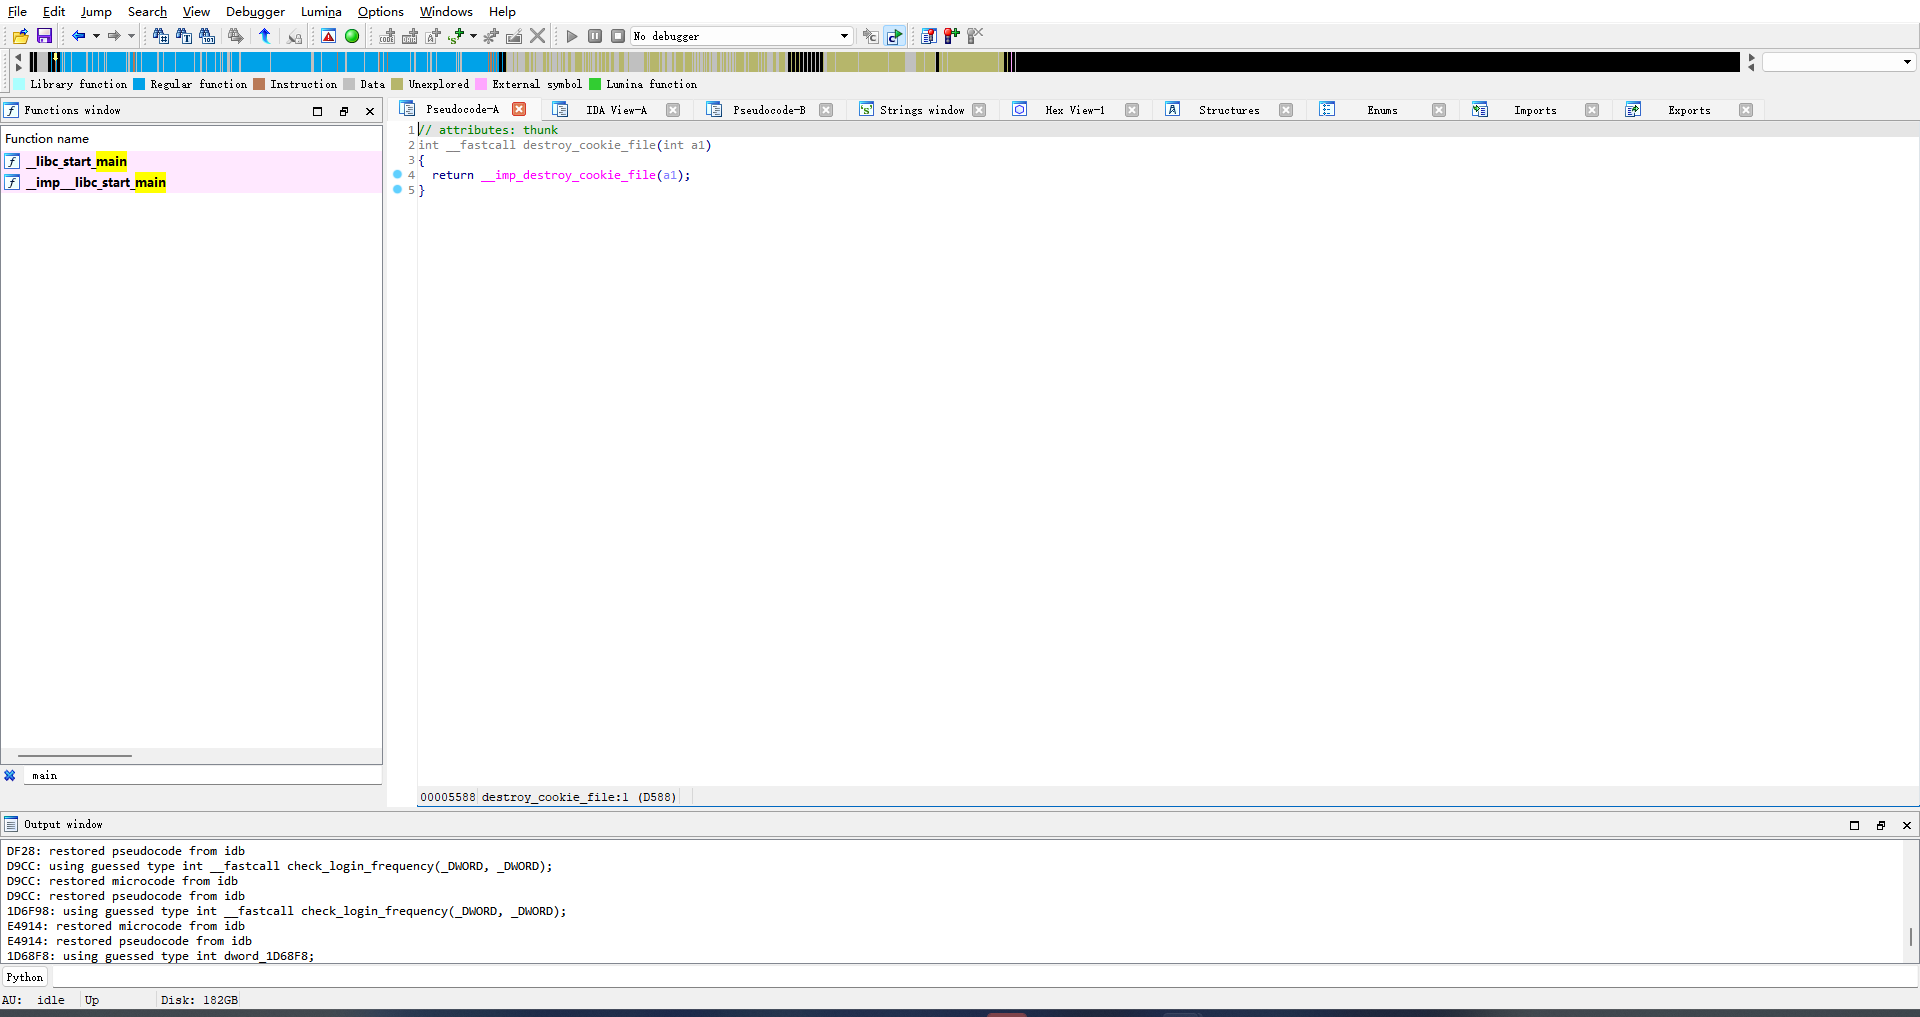 File Edit Jump Search View Debugger Lumina Options Windows Help
No debugger
Library function Regular function Instruction Data Unexplored External symbol Lumina function
Functions window
Function name
__libc_start_main
__imp___libc_start_main
main
Pseudocode-A IDA View-A Pseudocode-B Strings window Hex View-1 Structures Enums Imports Exports
1 // attributes: thunk
2 int __fastcall destroy_cookie_file(int a1)
3 {
4 return __imp_destroy_cookie_file(a1);
5 }
00005588 destroy_cookie_file:1 (D588)
Output window
DF28: restored pseudocode from idb
D9CC: using guessed type int __fastcall check_login_frequency(_DWORD, _DWORD);
D9CC: restored microcode from idb
D9CC: restored pseudocode from idb
1D6F98: using guessed type int __fastcall check_login_frequency(_DWORD, _DWORD);
E4914: restored microcode from idb
E4914: restored pseudocode from idb
1D68F8: using guessed type int dword_1D68F8;
Python
AU: idle Up Disk: 182GB